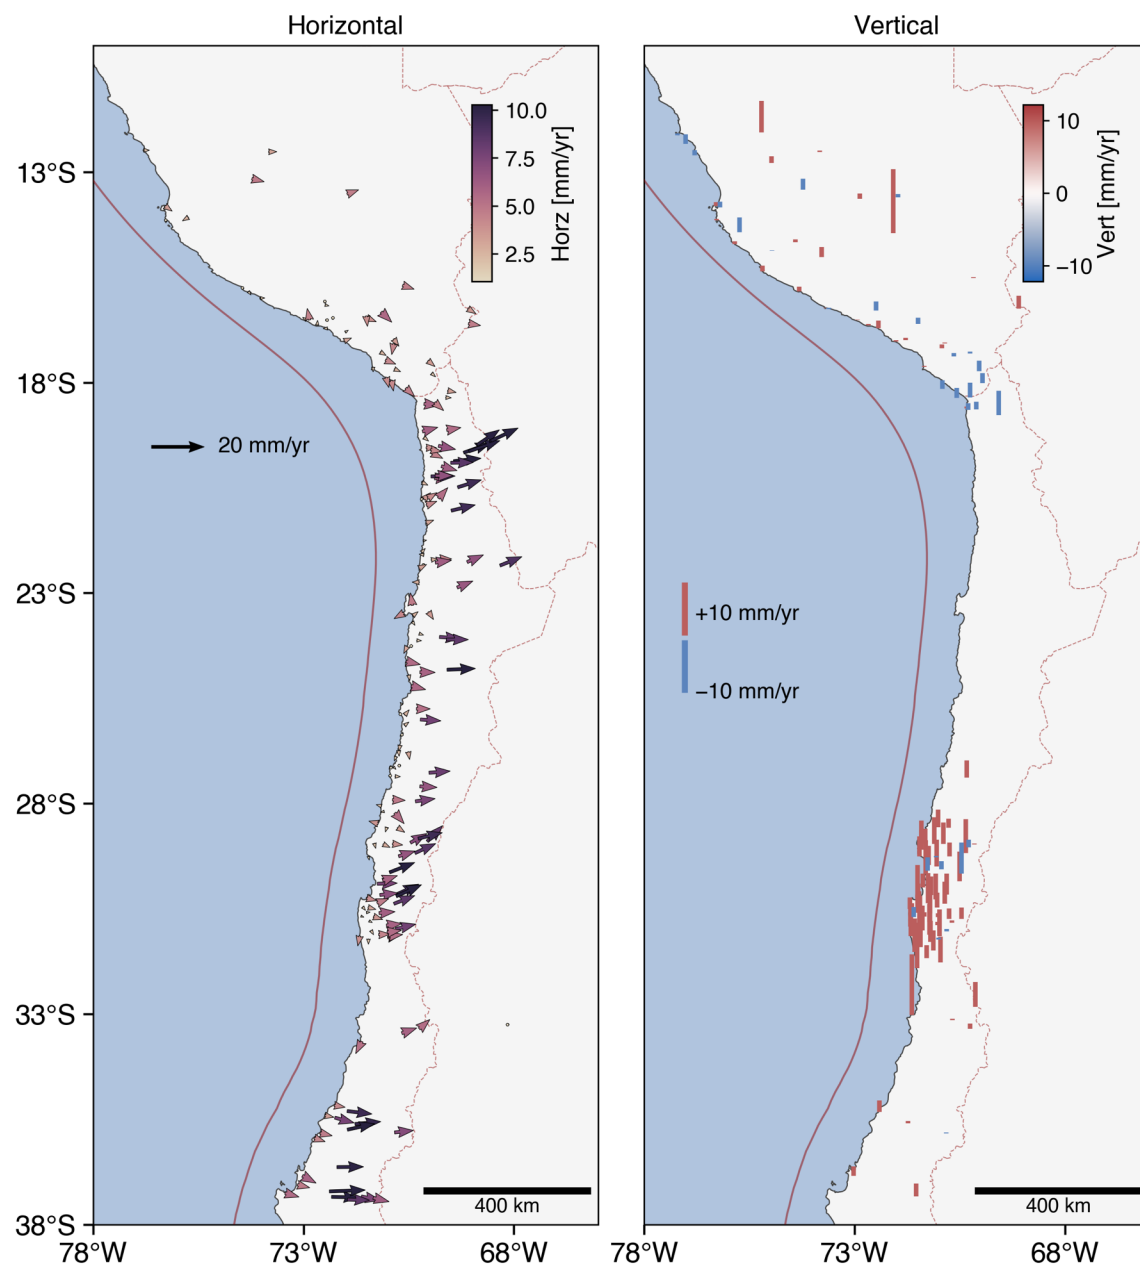 Horizontal
Vertical
10.0
7.5
5.0
2.5
Horz [mm/yr]
10
0
−10
Vert [mm/yr]
13°S
18°S
20 mm/yr
23°S
+10 mm/yr
−10 mm/yr
28°S
33°S
400 km
400 km
38°S
78°W
73°W
68°W
78°W
73°W
68°W